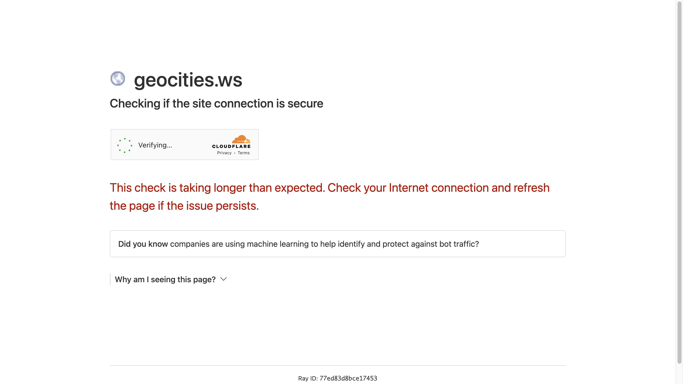 geocities.ws
Checking if the site connection is secure
Verifying...
CLOUDFLARE
Privacy • Terms
This check is taking longer than expected. Check your Internet connection and refresh
the page if the issue persists.
Did you know companies are using machine learning to help identify and protect against bot traffic?
Why am I seeing this page?
Ray ID: 77ed83d8bce17453